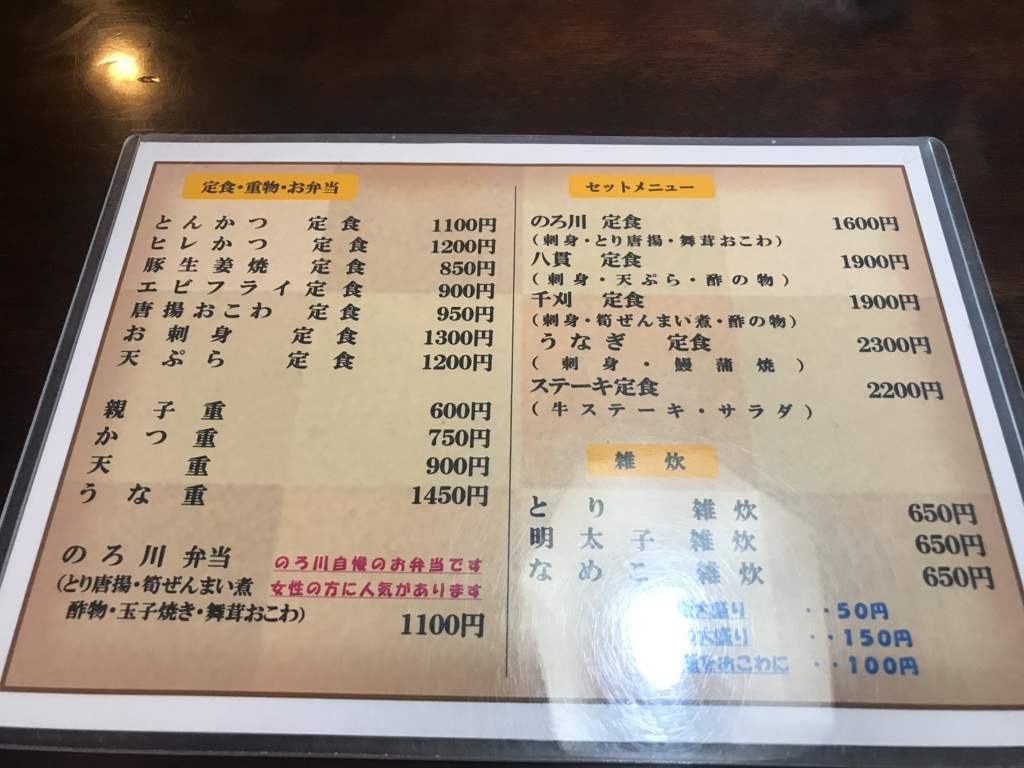 定食・重物・お弁当
とんかつ 定食 1100円
ヒレかつ 定食 1200円
豚生姜焼 定食 850円
エビフライ定食 900円
唐揚おこわ 定食 950円
お刺身 定食 1300円
天ぷら 定食 1200円
親子重 600円
かつ重 750円
天重 900円
うな重 1450円
のろ川 弁当 のろ川自慢のお弁当です
(とり唐揚・筍ぜんまい煮 女性の方に人気があります
酢物・玉子焼き・舞茸おこわ) 1100円
セットメニュー
のろ川 定食 1600円
(刺身・とり唐揚・舞茸おこわ)
八貫 定食 1900円
(刺身・天ぷら・酢の物)
千刈 定食 1900円
(刺身・筍ぜんまい煮・酢の物)
うなぎ 定食 2300円
(刺身・鰻蒲焼)
ステーキ定食 2200円
(牛ステーキ・サラダ)
雑炊
とり 雑炊 650円
明太子 雑炊 650円
なめこ 雑炊 650円
大盛り ・・50円
大盛り ・・150円
おこわに ・・100円